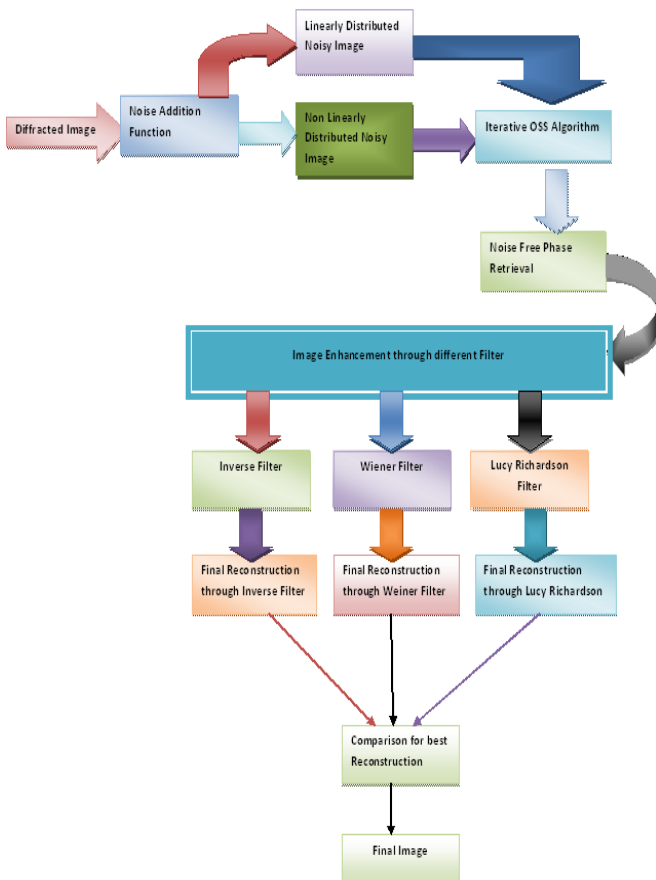 Linearly Distributed
Noisy Image
Diffracted Image
Noise Addition
Function
Non Linearly
Distributed Noisy
Image
Iterative OSS Algorithm
Noise Free Phase
Retrieval
Image Enhancement through different Filter
Inverse Filter
Wiener Filter
Lucy Richardson
Filter
Final Reconstruction
through Inverse Filter
Final Reconstruction
through Weiner Filter
Final Reconstruction
through Lucy Richardson
Comparison for best
Reconstruction
Final Image